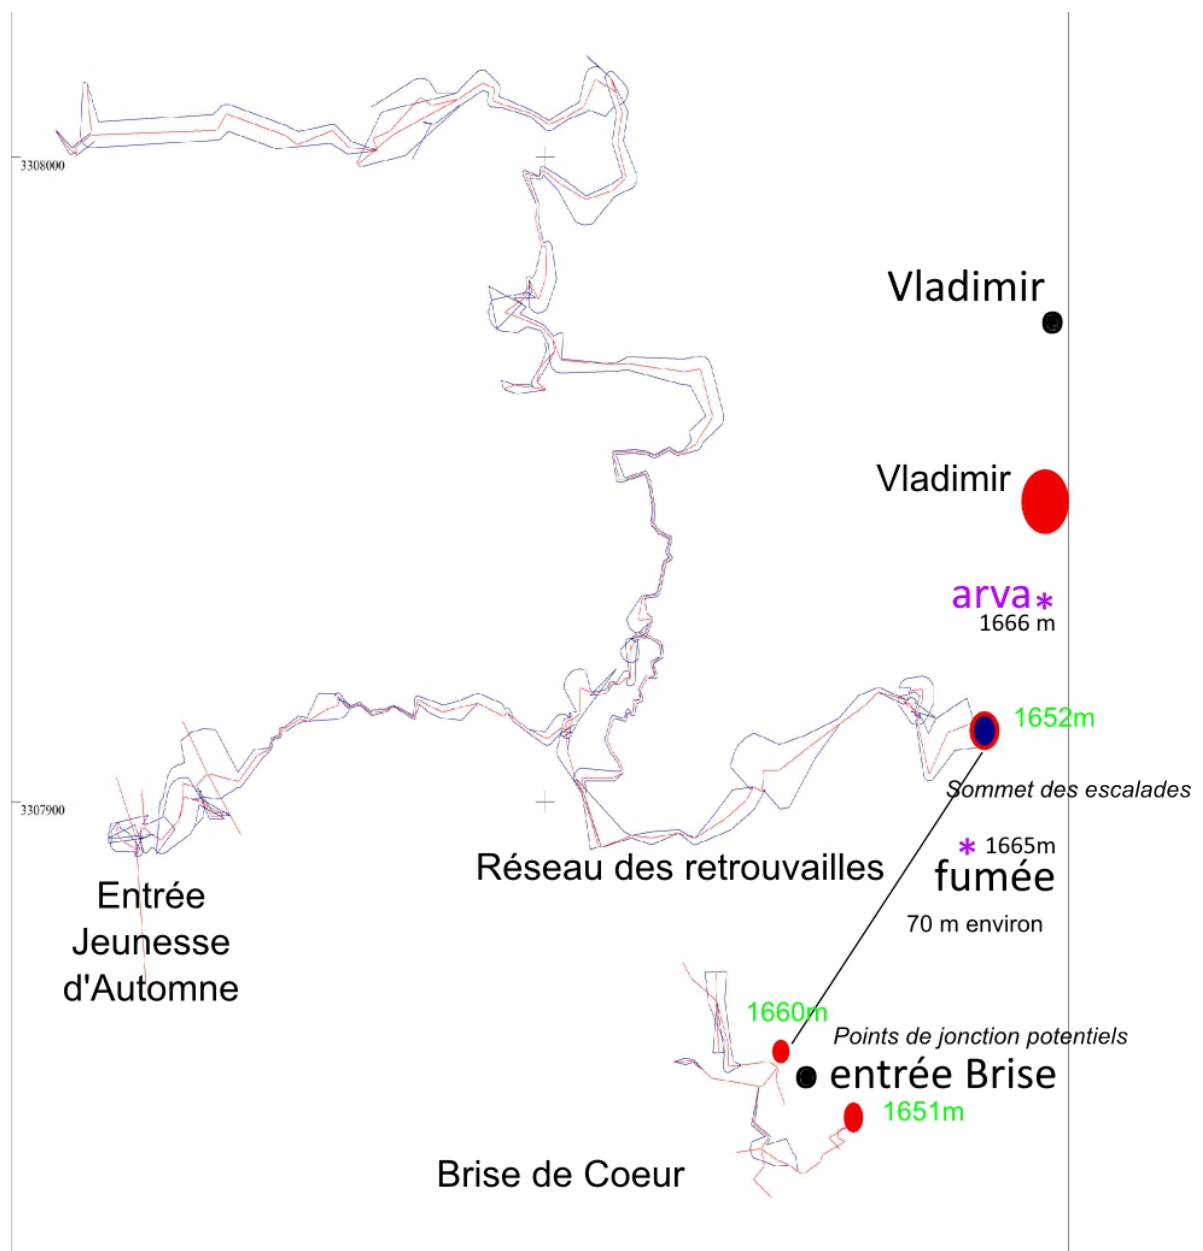 3308000
Vladimir
Vladimir
arva*
1666 m
1652m
Sommet des escalades
3307900
* 1665m
Réseau des retrouvailles
fumée
Entrée
Jeunesse
d'Automne
70 m environ
1660m
Points de jonction potentiels
entrée Brise
1651m
Brise de Coeur